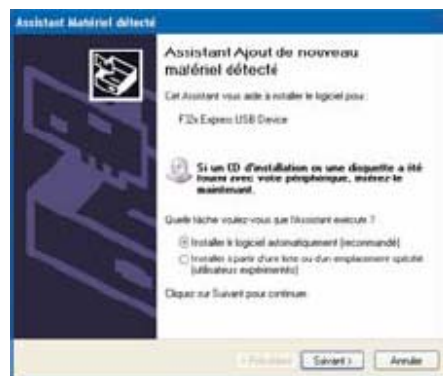 Assistant Matériel détecté
Assistant Ajout de nouveau
matériel détecté
Cet Assistant vous aide à installer le logiciel pour :
F32x Express USB Device
Si un CD d'installation ou une disquette a été
fourni avec votre périphérique, insérez-le
maintenant.
Quelle tâche voulez-vous que l'Assistant exécute ?
Installer le logiciel automatiquement (recommandé)
Installer à partir d'une liste ou d'un emplacement spécifié
(utilisateurs expérimentés)
Cliquez sur Suivant pour continuer.
< Précédent Suivant > Annuler